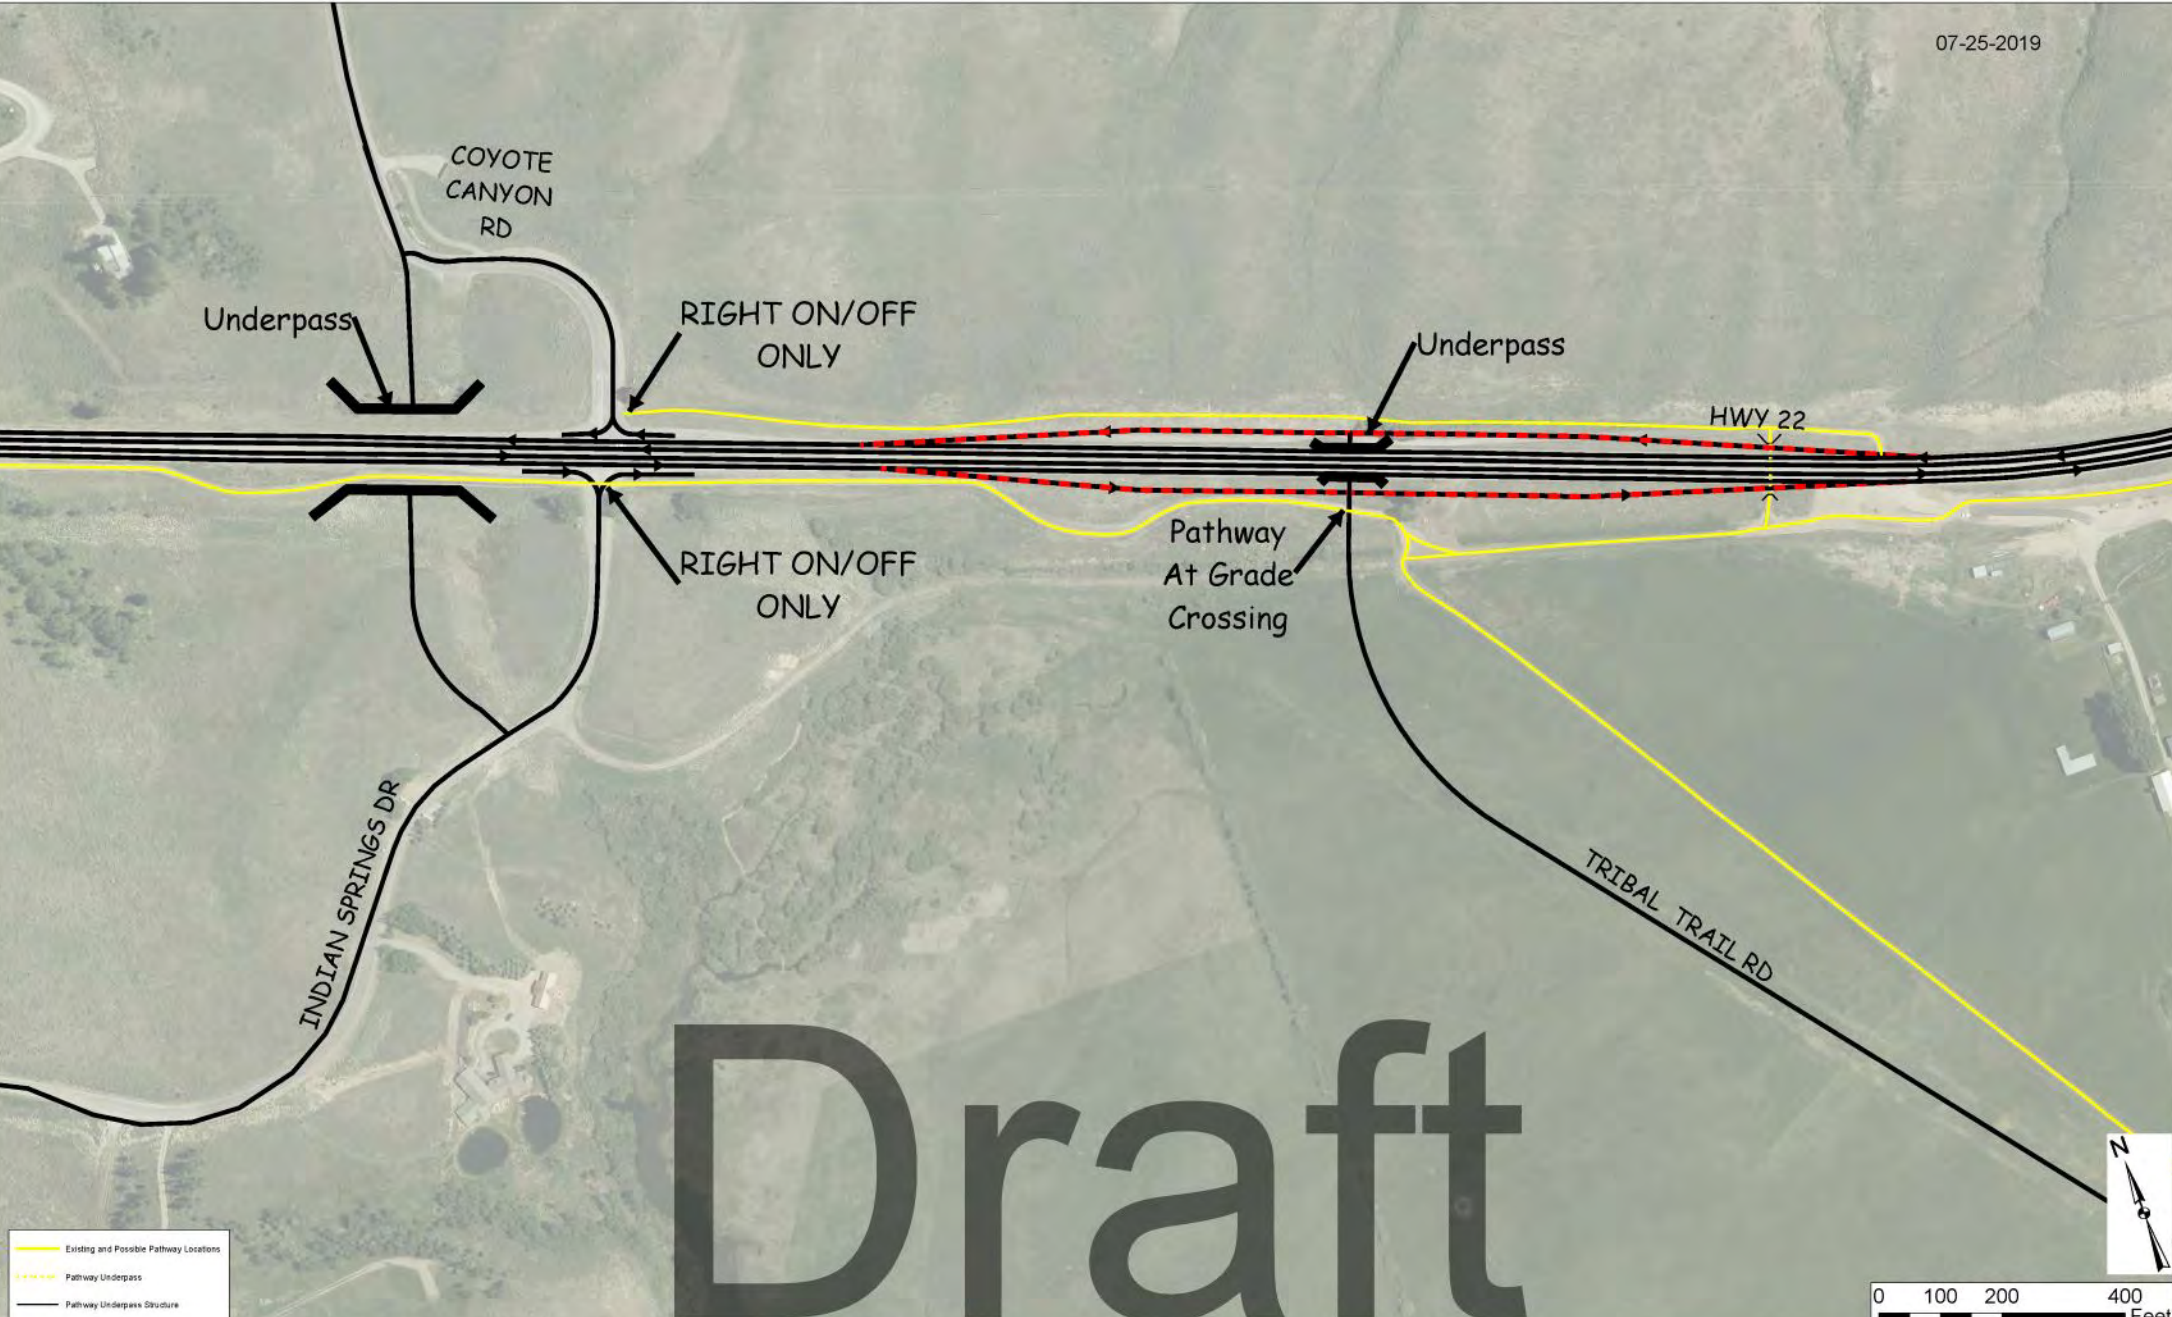 07-25-2019
COYOTE
CANYON
RD
Underpass
RIGHT ON/OFF
ONLY
Underpass
HWY 22
Pathway
At Grade
Crossing
RIGHT ON/OFF
ONLY
INDIAN SPRINGS DR
TRIBAL TRAIL RD
Draft
N
Existing and Possible Pathway Locations
Pathway Underpass
Pathway Underpass Structure
0 100 200 400
Feet